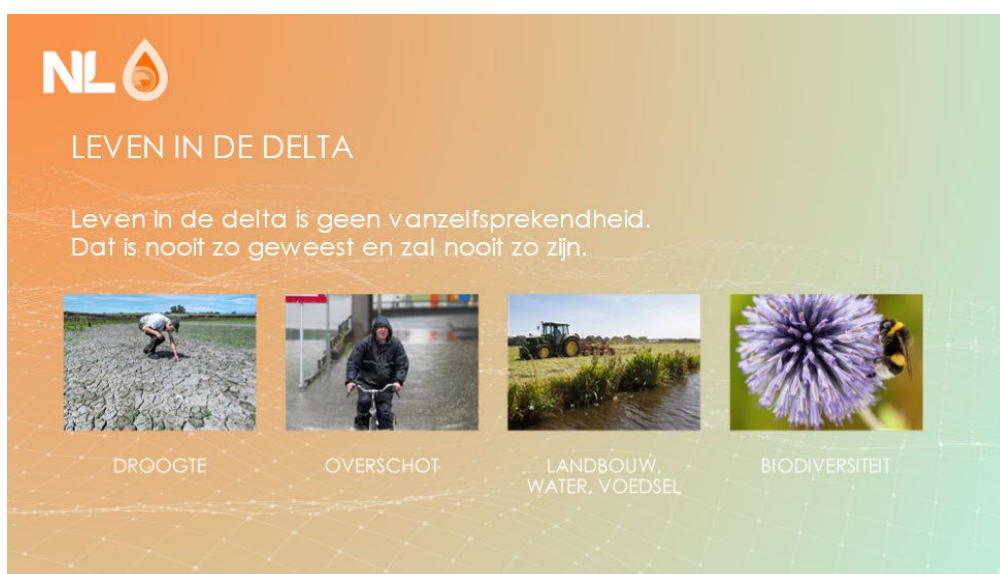 NL
LEVEN IN DE DELTA
Leven in de delta is geen vanzelfsprekendheid.
Dat is nooit zo geweest en zal nooit zo zijn.
DROOGTE
OVERSCHOT
LANDBOUW,
WATER, VOEDSEL
BIODIVERSITEIT